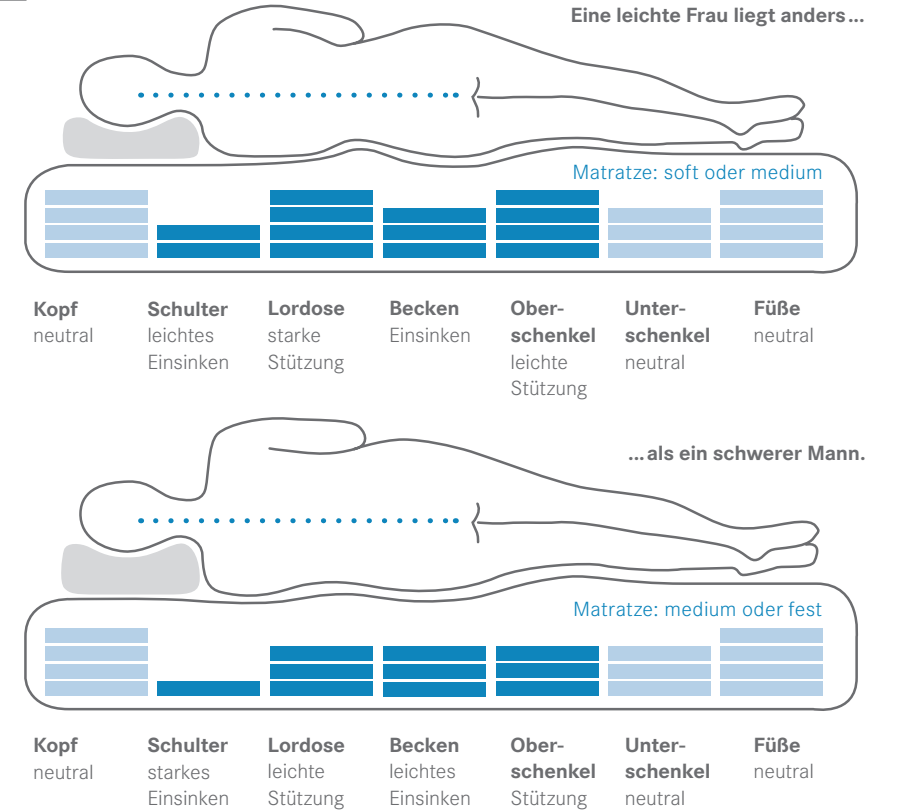 Eine leichte Frau liegt anders ...
Matratze: soft oder medium
Kopf
neutral
Schulter
leichtes
Einsinken
Lordose
starke
Stützung
Becken
Einsinken
Ober-
schenkel
leichte
Stützung
Unter-
schenkel
neutral
Füße
neutral
... als ein schwerer Mann.
Matratze: medium oder fest
Kopf
neutral
Schulter
starkes
Einsinken
Lordose
leichte
Stützung
Becken
leichtes
Einsinken
Ober-
schenkel
Stützung
Unter-
schenkel
neutral
Füße
neutral